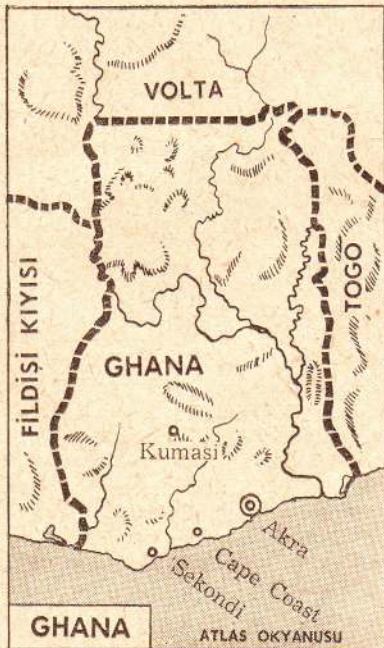 VOLTA
FİLDİŞİ KIYISI
TOGO
GHANA
Kumasi
Akra
Cape Coast
Sekondi
GHANA
ATLAS OKYANUSU